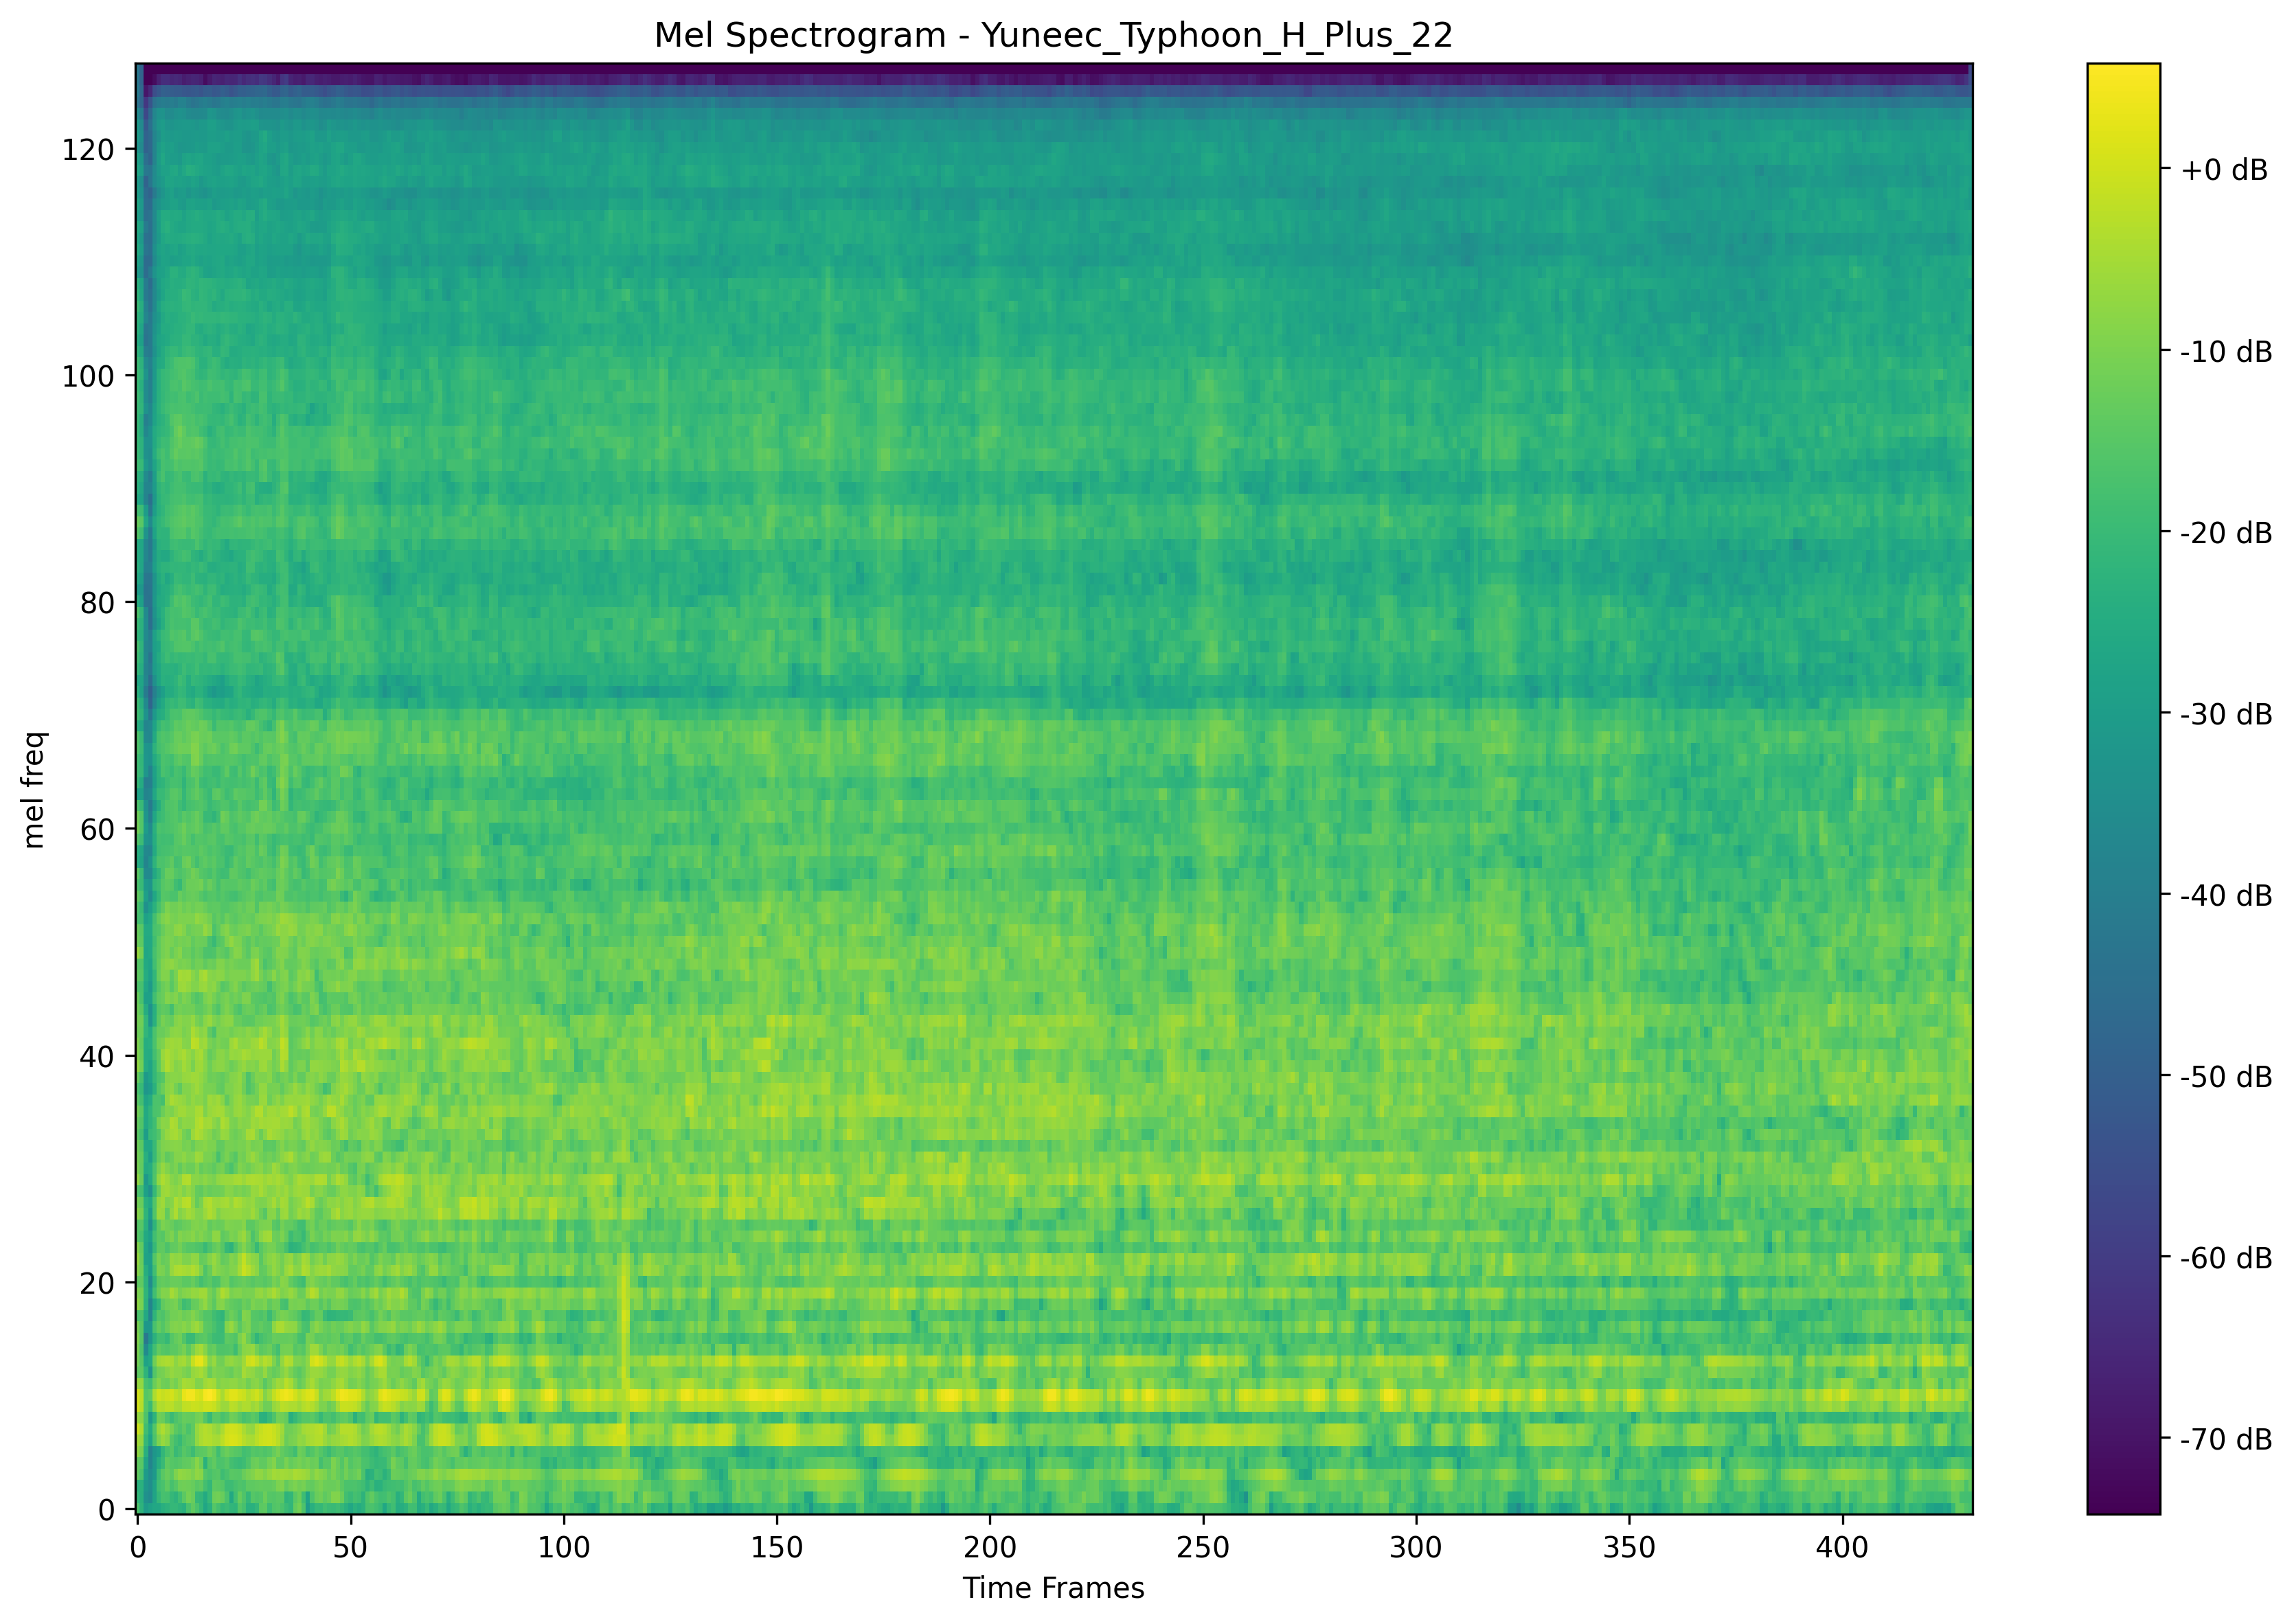 Mel Spectrogram - Yuneec_Typhoon_H_Plus_22
120
100
80
60
40
20
0
mel freq
0 50 100 150 200 250 300 350 400
Time Frames
+0 dB
-10 dB
-20 dB
-30 dB
-40 dB
-50 dB
-60 dB
-70 dB